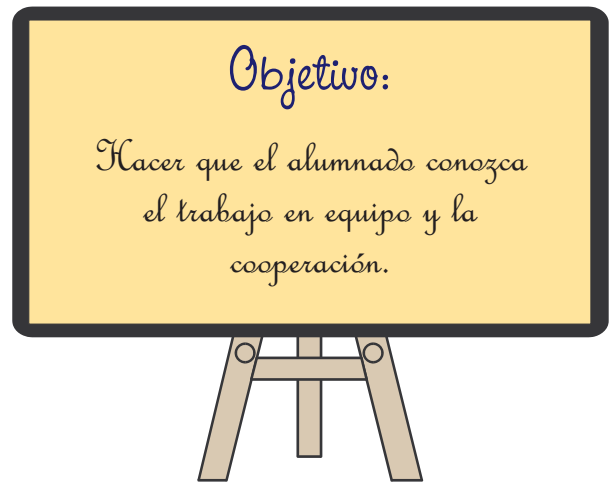 Objetivo:
Hacer que el alumnado conozca
el trabajo en equipo y la
cooperación.